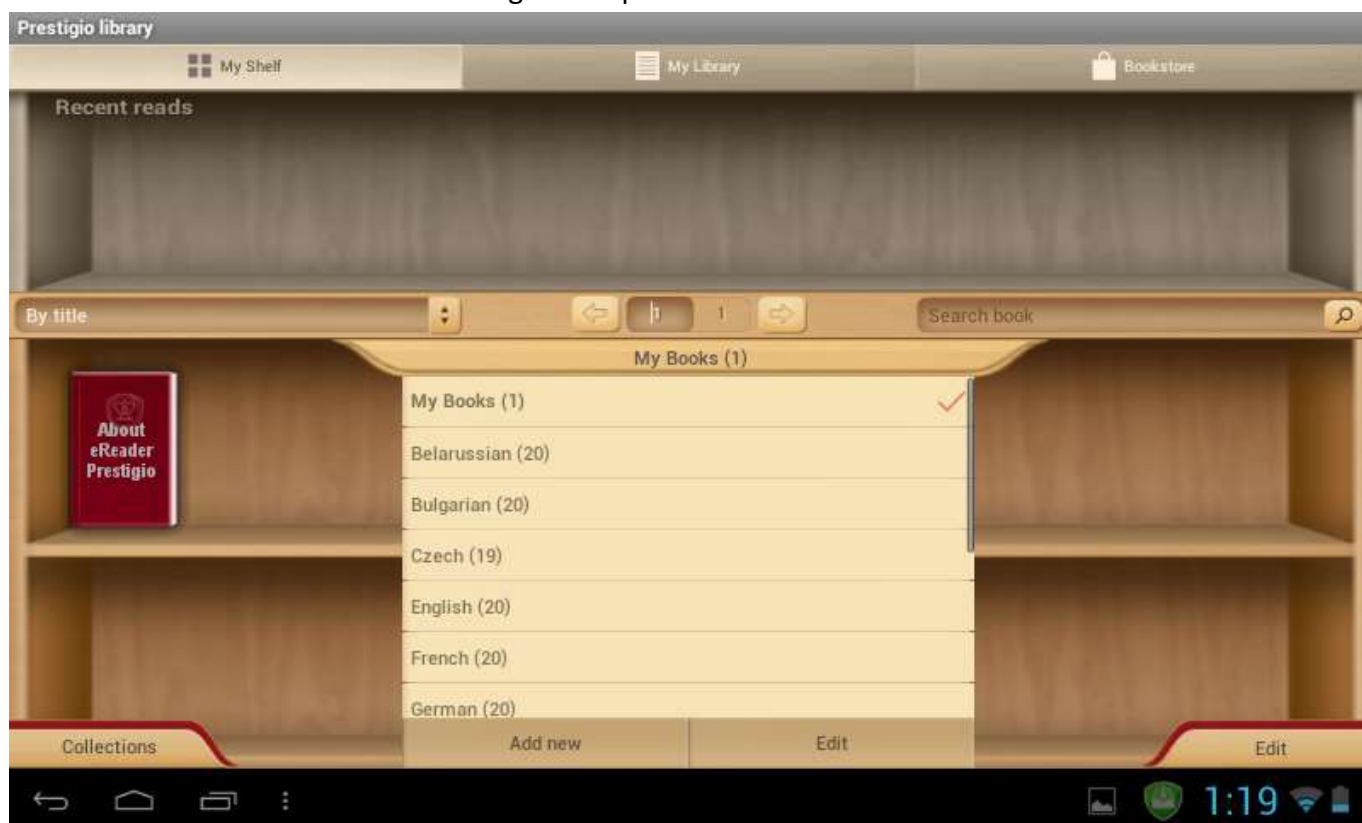 Prestigio library
My Shelf
My Library
Bookstore
Recent reads
By title
1
1
Search book
My Books (1)
About
eReader
Prestigio
My Books (1)
Belarussian (20)
Bulgarian (20)
Czech (19)
English (20)
French (20)
German (20)
Collections
Add new
Edit
Edit
1:19